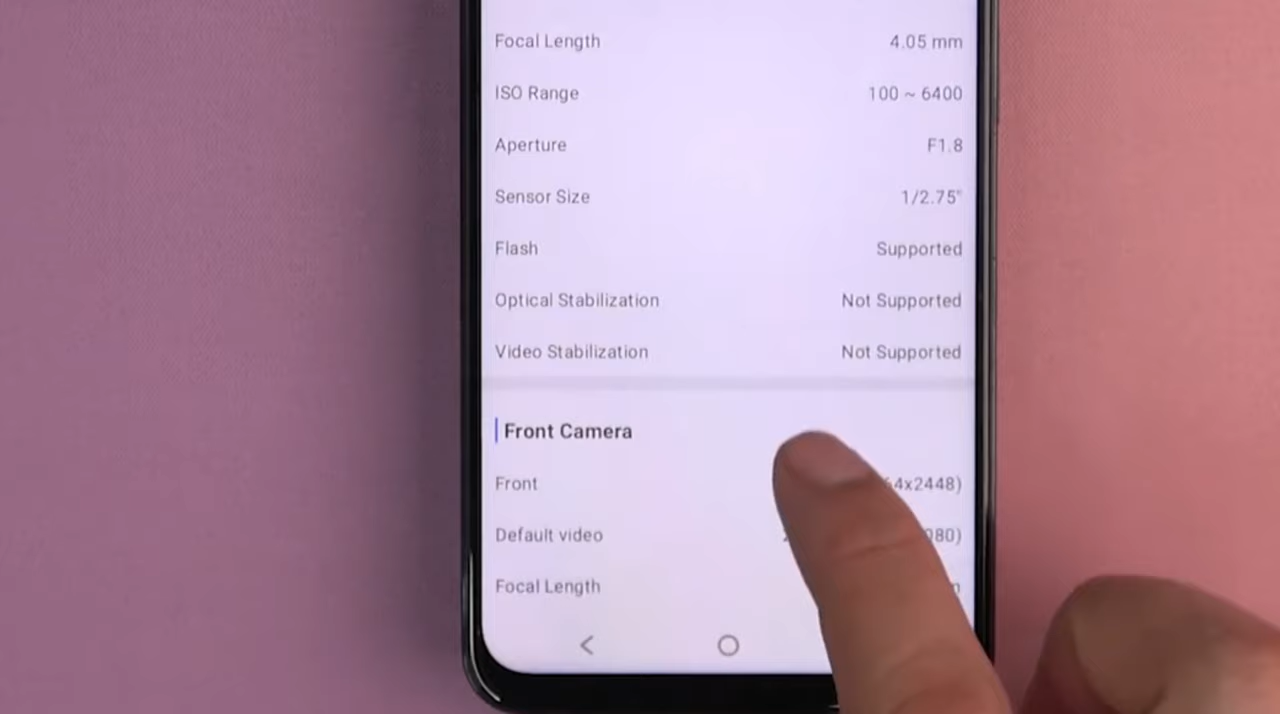 Focal Length 4.05 mm
ISO Range 100 ~ 6400
Aperture F1.8
Sensor Size 1/2.75"
Flash Supported
Optical Stabilization Not Supported
Video Stabilization Not Supported
Front Camera
Front 4x2448)
Default video 080)
Focal Length